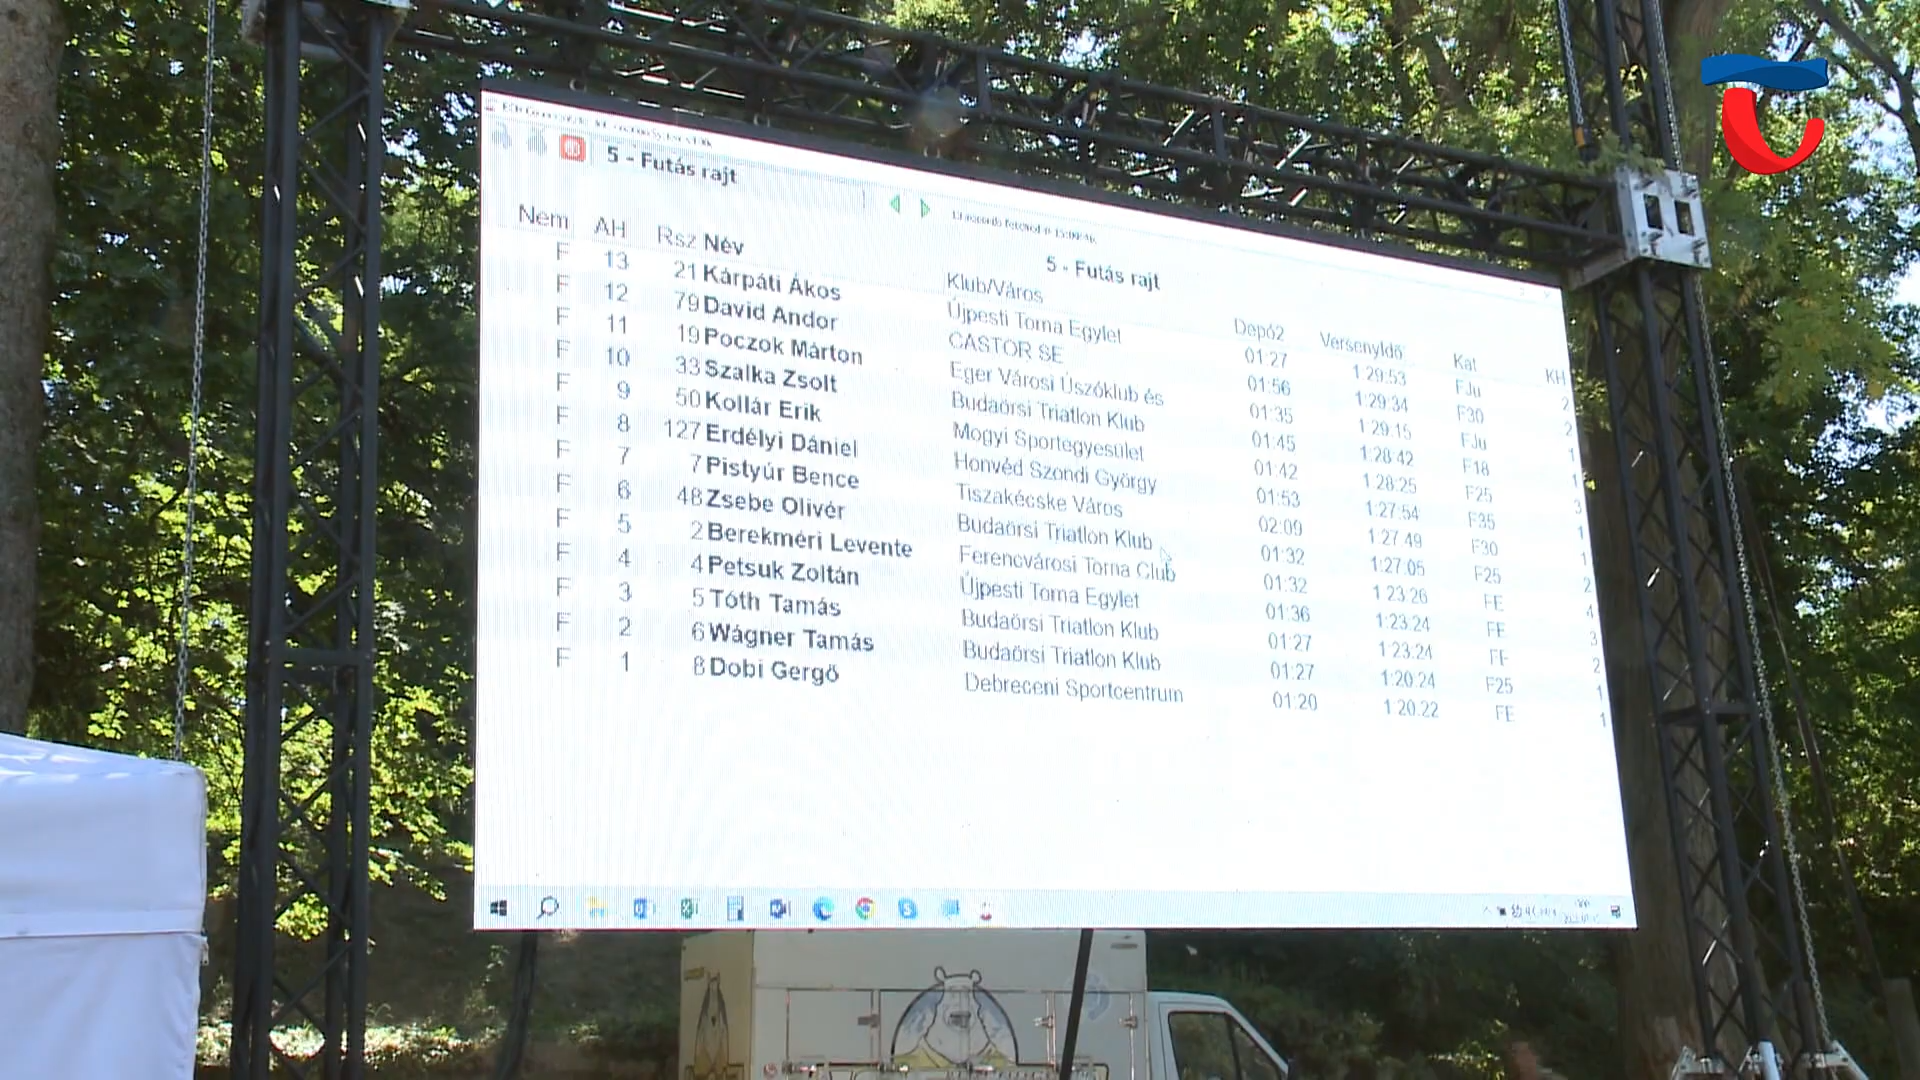 5 - Futás rajt
5 - Futás rajt
Nem AH Rsz Név Klub/Város Depó2 VersenyIdő Kat KH
F 13 21 Kárpáti Ákos Újpesti Torna Egylet 01:27 1:29:53 FJu 2
F 12 79 David Andor CASTOR SE 01:56 1:29:34 F30 2
F 11 19 Poczok Márton Eger Városi Úszóklub és 01:35 1:29:15 FJu 1
F 10 33 Szalka Zsolt Budaörsi Triatlon Klub 01:45 1:28:42 F18 1
F 9 50 Kollár Erik Mogyi Sportegyesület 01:42 1:28:25 F25 3
F 8 127 Erdélyi Dániel Honvéd Szondi György 01:53 1:27:54 F35 1
F 7 7 Pistyúr Bence Tiszakécske Város 02:09 1:27:49 F30 1
F 6 48 Zsebe Olivér Budaörsi Triatlon Klub 01:32 1:27:05 F25 2
F 5 2 Berekméri Levente Ferencvárosi Torna Club 01:32 1:23:26 FE 4
F 4 4 Petsuk Zoltán Újpesti Torna Egylet 01:36 1:23:24 FE 3
F 3 5 Tóth Tamás Budaörsi Triatlon Klub 01:27 1:23:24 FE 2
F 2 6 Wágner Tamás Budaörsi Triatlon Klub 01:27 1:20:24 F25 1
F 1 8 Dobi Gergő Debreceni Sportcentrum 01:20 1:20:22 FE 1